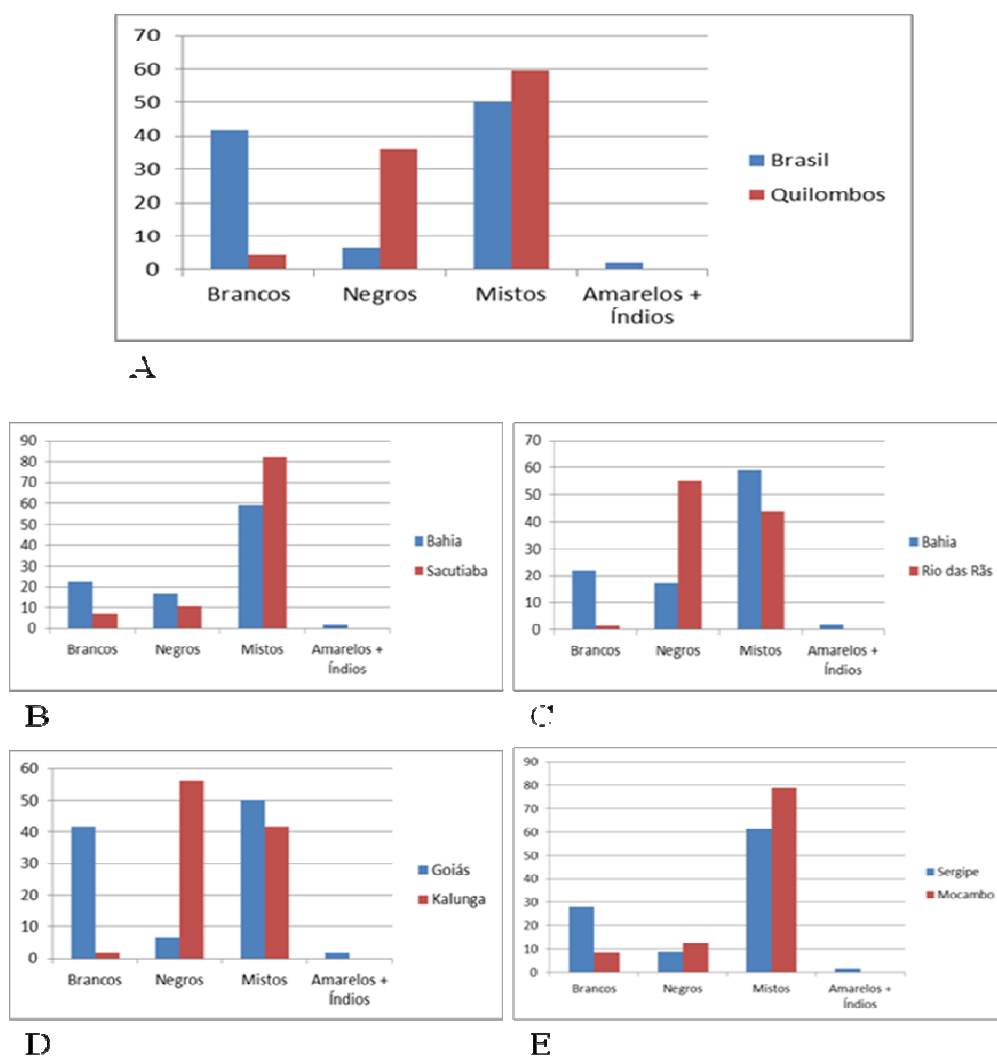 70
60
50
40
30
20
10
0
Brancos Negros Mistos Amarelos +
Índios
Brasil
Quilombos
A
90
80
70
60
50
40
30
20
10
0
Brancos Negros Mistos Amarelos +
Índios
Bahia
Sacutiaba
B
70
60
50
40
30
20
10
0
Brancos Negros Mistos Amarelos +
Índios
Bahia
Rio das Rãs
C
60
50
40
30
20
10
0
Brancos Negros Mistos Amarelos +
Índios
Goiás
Kalunga
D
90
80
70
60
50
40
30
20
10
0
Brancos Negros Mistos Amarelos +
Índios
Sergipe
Mocambo
E